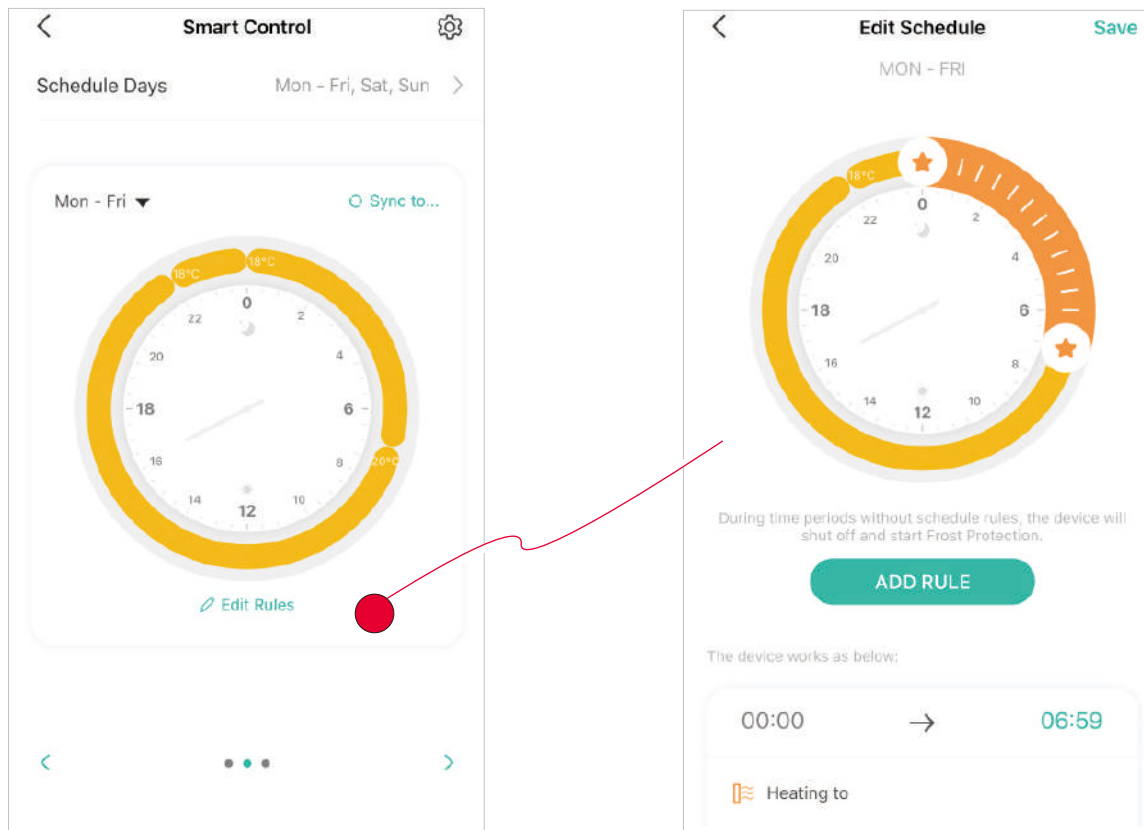 Smart Control
Schedule Days
Mon - Fri, Sat, Sun
Mon - Fri
Sync to...
18°C
18°C
0
22
2
20
4
18
6
16
8
20°C
14
10
12
Edit Rules
Edit Schedule
Save
MON - FRI
18°C
0
22
2
20
4
18
6
16
8
14
10
12
During time periods without schedule rules, the device will
shut off and start Frost Protection.
ADD RULE
The device works as below:
00:00
06:59
Heating to